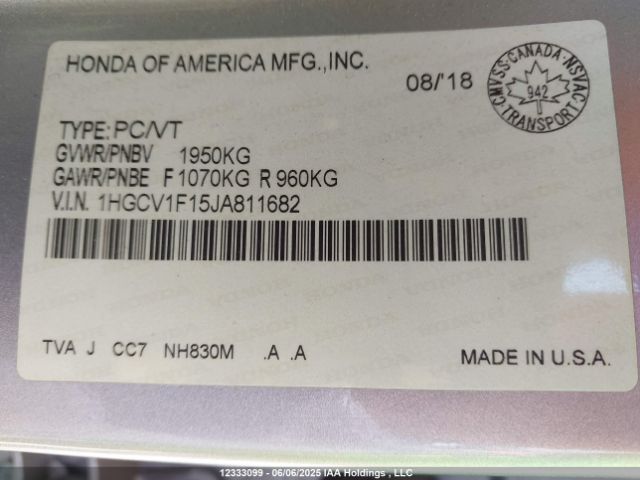 HONDA OF AMERICA MFG.,INC.
08/'18
CMVSS·CANADA·NSVAC
942
TRANSPORT
TYPE: PC/VT
GVWR/PNBV 1950KG
GAWR/PNBE F 1070KG R 960KG
V.I.N. 1HGCV1F15JA811682
TVA J CC7 NH830M .A .A
MADE IN U.S.A.
12333099 - 06/06/2025 IAA Holdings , LLC